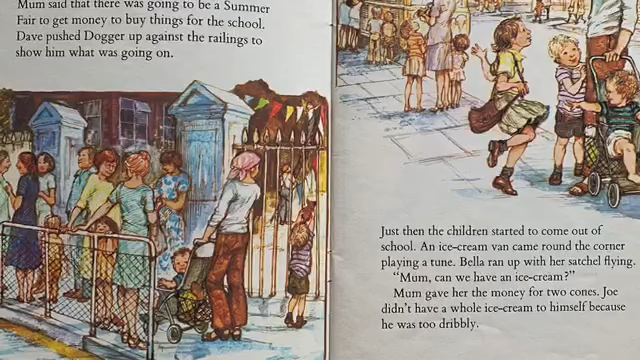 Mum said that there was going to be a Summer
Fair to get money to buy things for the school.
Dave pushed Dogger up against the railings to
show him what was going on.
Just then the children started to come out of
school. An ice-cream van came round the corner
playing a tune. Bella ran up with her satchel flying.
"Mum, can we have an ice-cream?"
Mum gave her the money for two cones. Joe
didn't have a whole ice-cream to himself because
he was too dribbly.